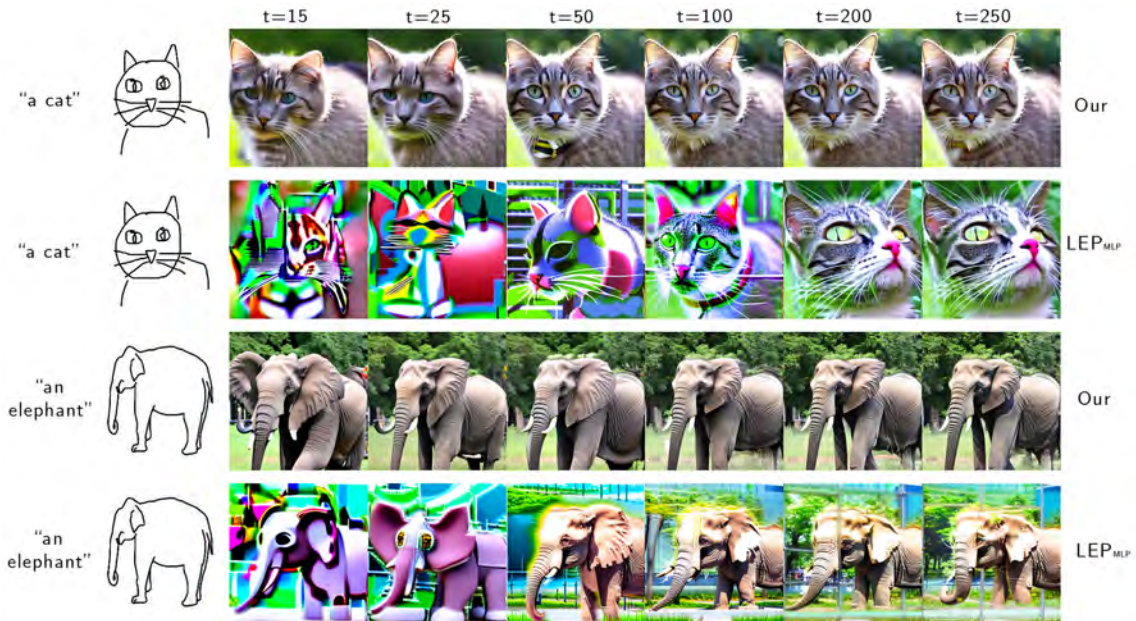 t=15 t=25 t=50 t=100 t=200 t=250
“a cat”
Our
“a cat”
LEPMLP
“an
elephant”
Our
“an
elephant”
LEPMLP